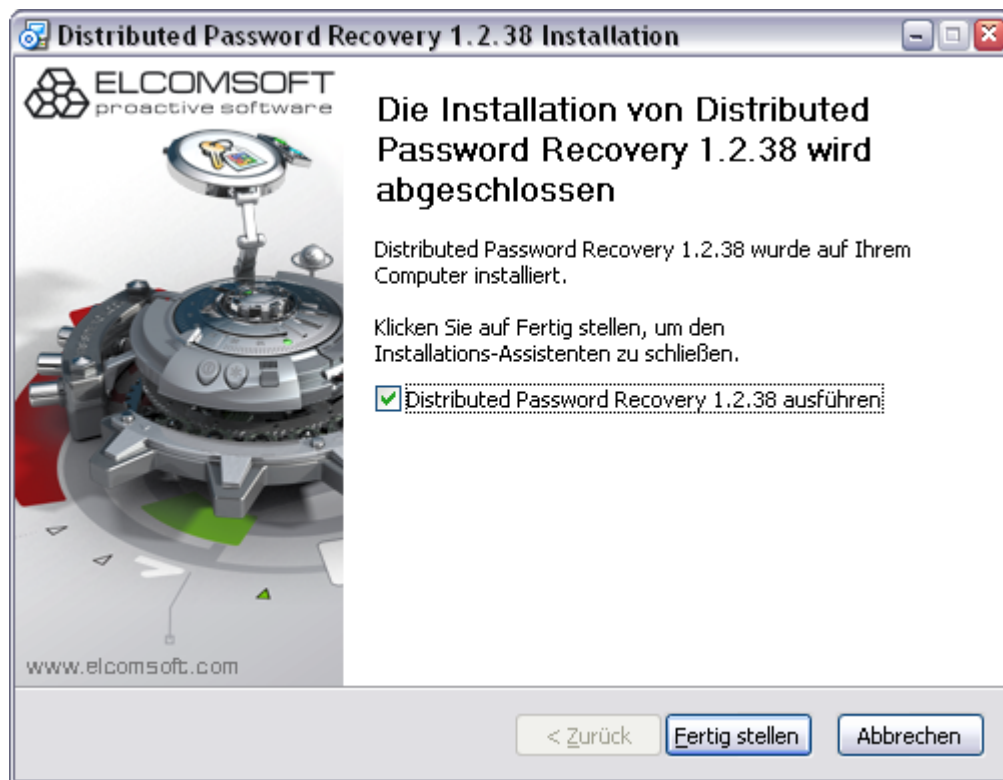 Distributed Password Recovery 1.2.38 Installation
ELCOMSOFT
proactive software
Die Installation von Distributed
Password Recovery 1.2.38 wird
abgeschlossen
Distributed Password Recovery 1.2.38 wurde auf Ihrem
Computer installiert.
Klicken Sie auf Fertig stellen, um den
Installations-Assistenten zu schließen.
Distributed Password Recovery 1.2.38 ausführen
www.elcomsoft.com
< Zurück
Fertig stellen
Abbrechen